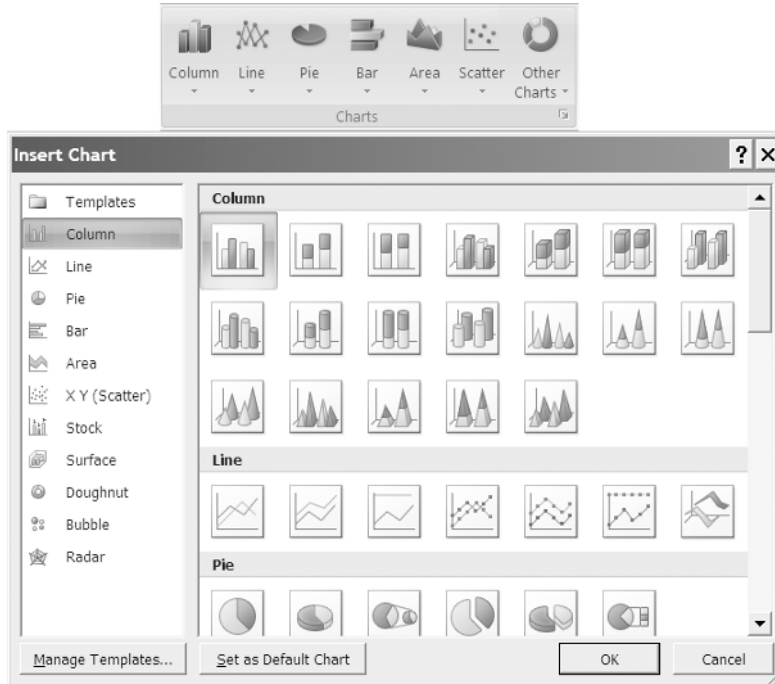 Column Line Pie Bar Area Scatter Other
Charts
Charts
Insert Chart
Templates
Column
Line
Pie
Bar
Area
X Y (Scatter)
Stock
Surface
Doughnut
Bubble
Radar
Column
Line
Pie
Manage Templates...
Set as Default Chart
OK
Cancel